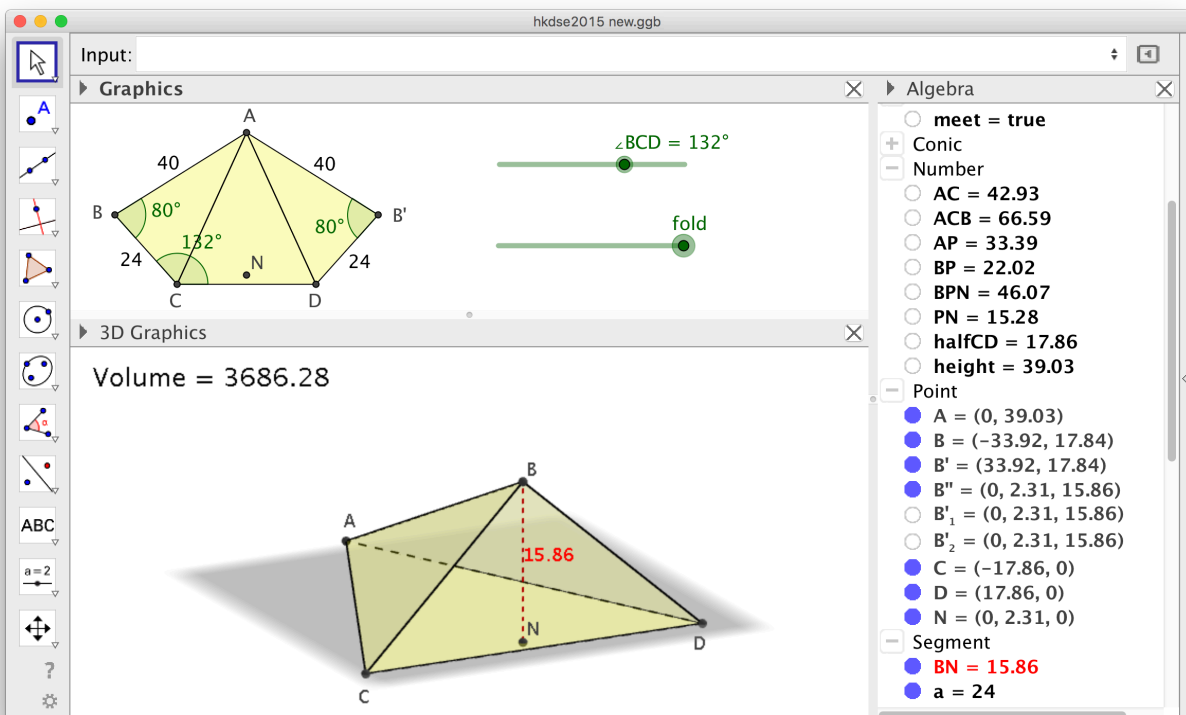 hkdse2015 new.ggb
Input:
Graphics
A
40
40
B
80°
80°
B'
132°
24
24
N
C
D
∠BCD = 132°
fold
3D Graphics
Volume = 3686.28
B
A
15.86
N
D
C
A
α
ABC
a=2
?
Algebra
meet = true
Conic
Number
AC = 42.93
ACB = 66.59
AP = 33.39
BP = 22.02
BPN = 46.07
PN = 15.28
halfCD = 17.86
height = 39.03
Point
A = (0, 39.03)
B = (-33.92, 17.84)
B' = (33.92, 17.84)
B" = (0, 2.31, 15.86)
B'₁ = (0, 2.31, 15.86)
B'₂ = (0, 2.31, 15.86)
C = (-17.86, 0)
D = (17.86, 0)
N = (0, 2.31, 0)
Segment
BN = 15.86
a = 24